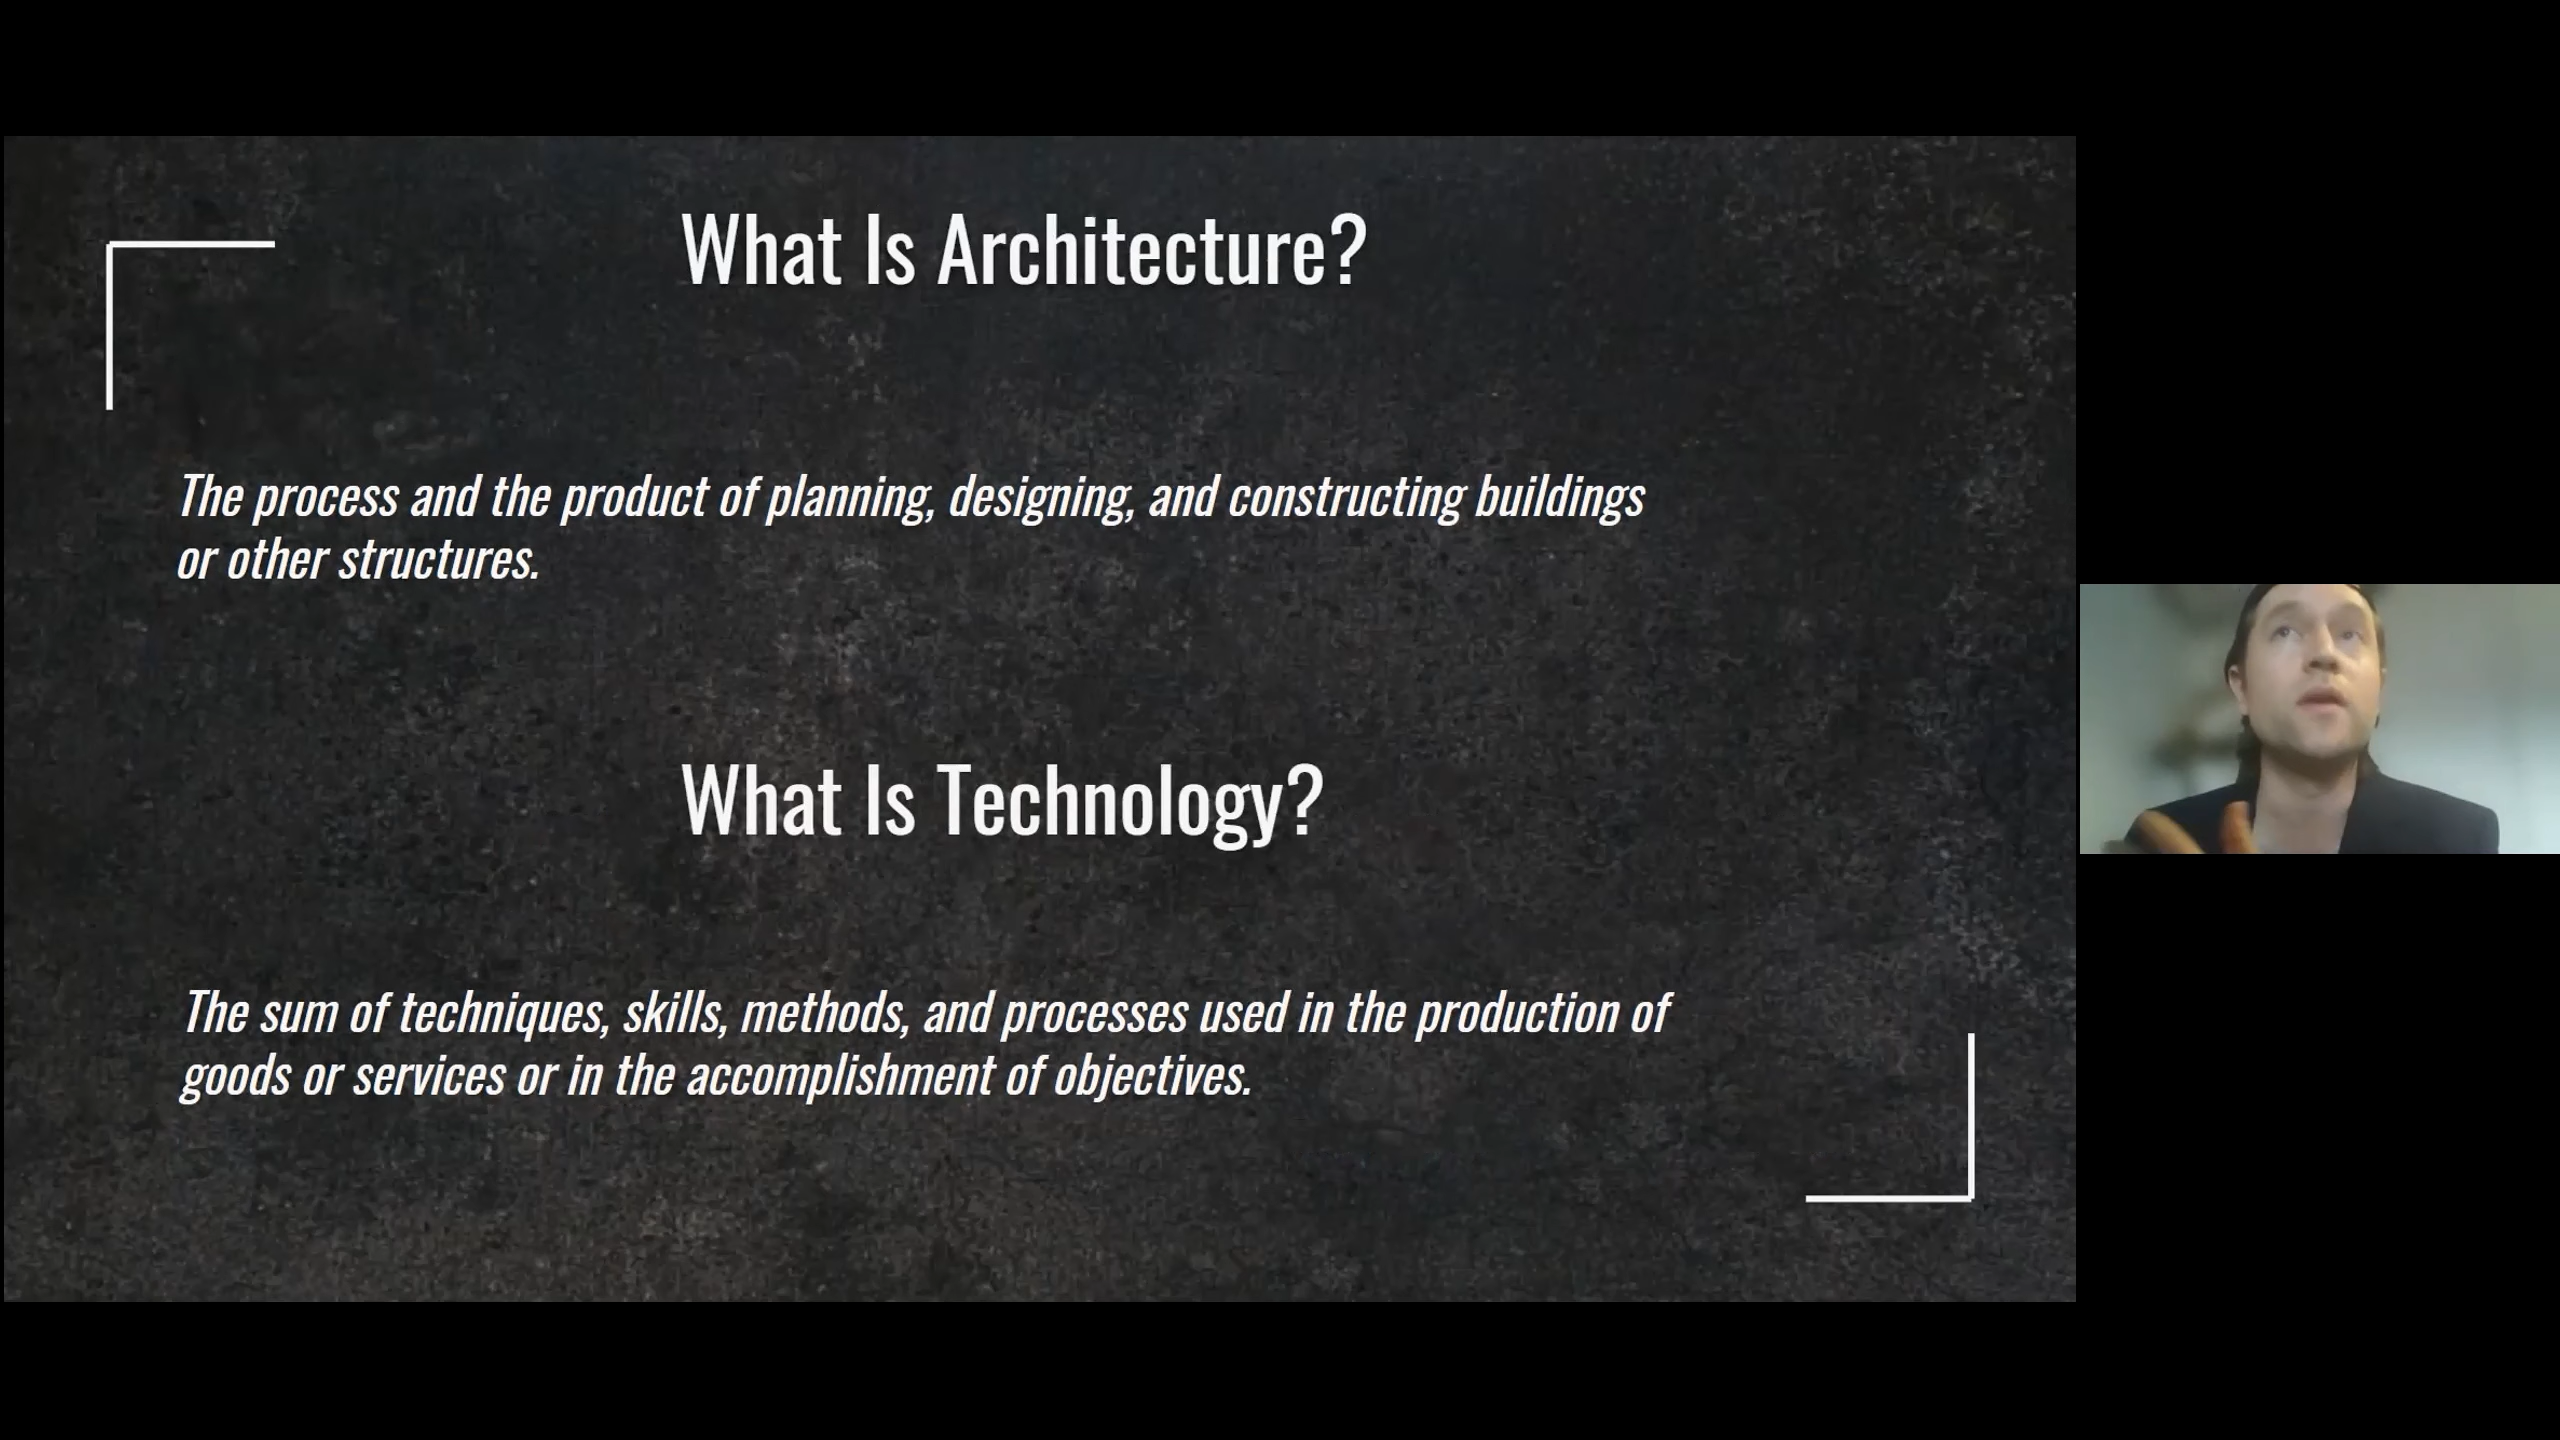 What Is Architecture?
The process and the product of planning, designing, and constructing buildings
or other structures.
What Is Technology?
The sum of techniques, skills, methods, and processes used in the production of
goods or services or in the accomplishment of objectives.